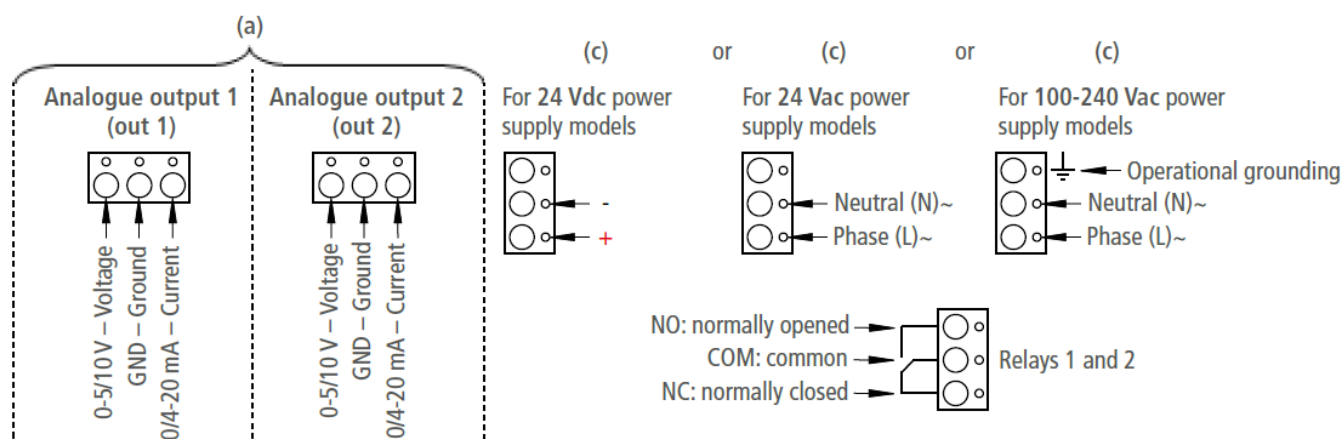 (a)
Analogue output 1
(out 1)
0-5/10 V – Voltage
GND – Ground
0/4-20 mA – Current
Analogue output 2
(out 2)
0-5/10 V – Voltage
GND – Ground
0/4-20 mA – Current
(c)
For 24 Vdc power
supply models
-
+
or
(c)
For 24 Vac power
supply models
Neutral (N)~
Phase (L)~
or
(c)
For 100-240 Vac power
supply models
Operational grounding
Neutral (N)~
Phase (L)~
NO: normally opened
COM: common
NC: normally closed
Relays 1 and 2